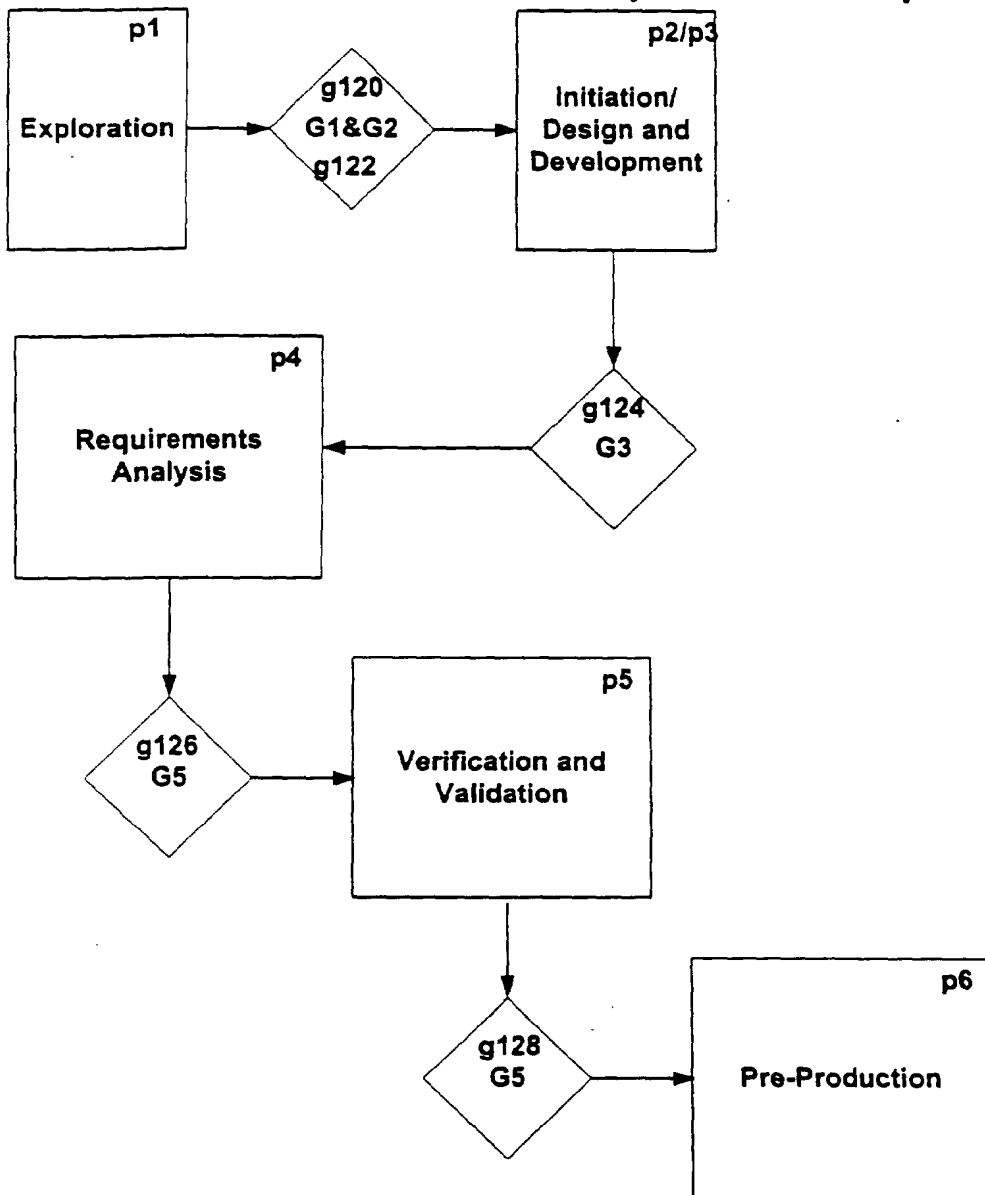 p1
Exploration
g120
G1&G2
g122
p2/p3
Initiation/
Design and
Development
g124
G3
p4
Requirements
Analysis
g126
G5
p5
Verification and
Validation
g128
G5
p6
Pre-Production